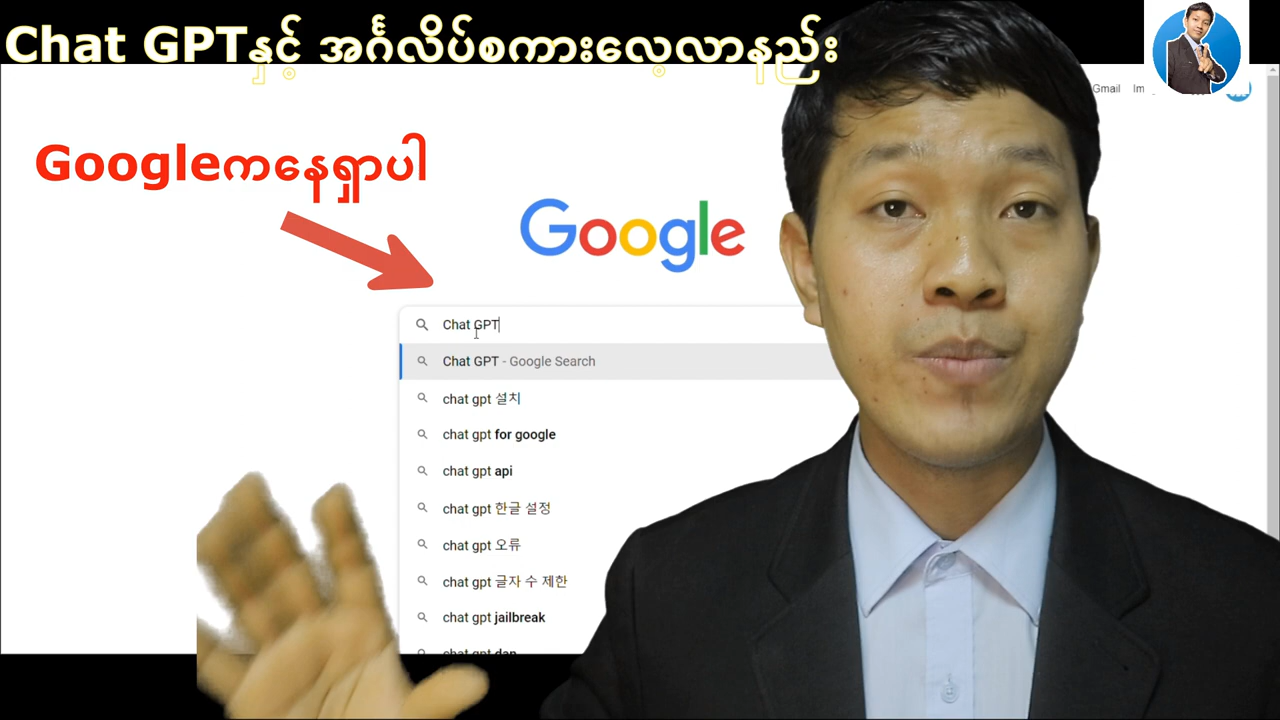 Chat GPTနှင့် အင်္ဂလိပ်စကားလေ့လာနည်း
Gmail
Googleကနေရှာပါ
Google
Chat GPT
Chat GPT - Google Search
chat gpt 설치
chat gpt for google
chat gpt api
chat gpt 한글 설정
chat gpt 오류
chat gpt 글자 수 제한
chat gpt jailbreak
chat gpt dan